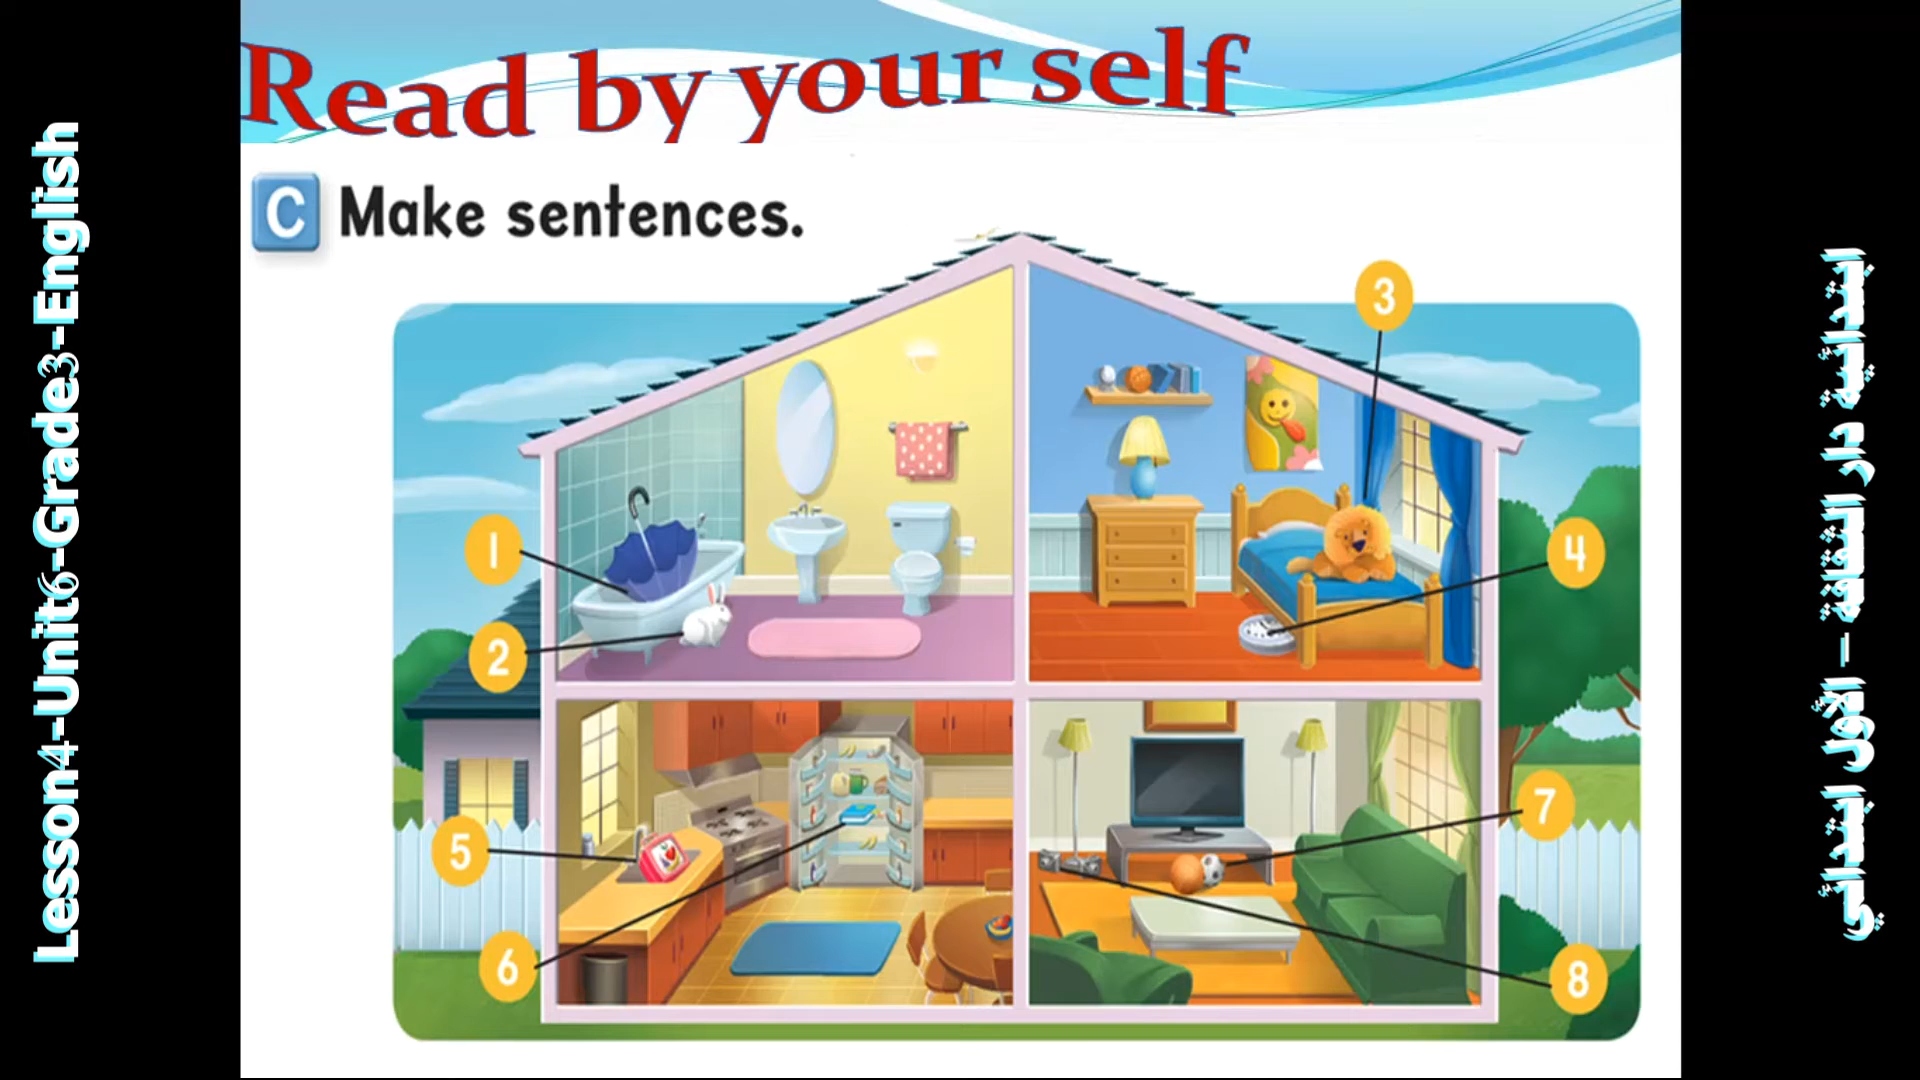 Read by your self
C Make sentences.
3
1
4
2
7
5
6
8
Lesson4-Unit6-Grade3-English
ابتدائية دار الثقافة – الأول ابتدائي